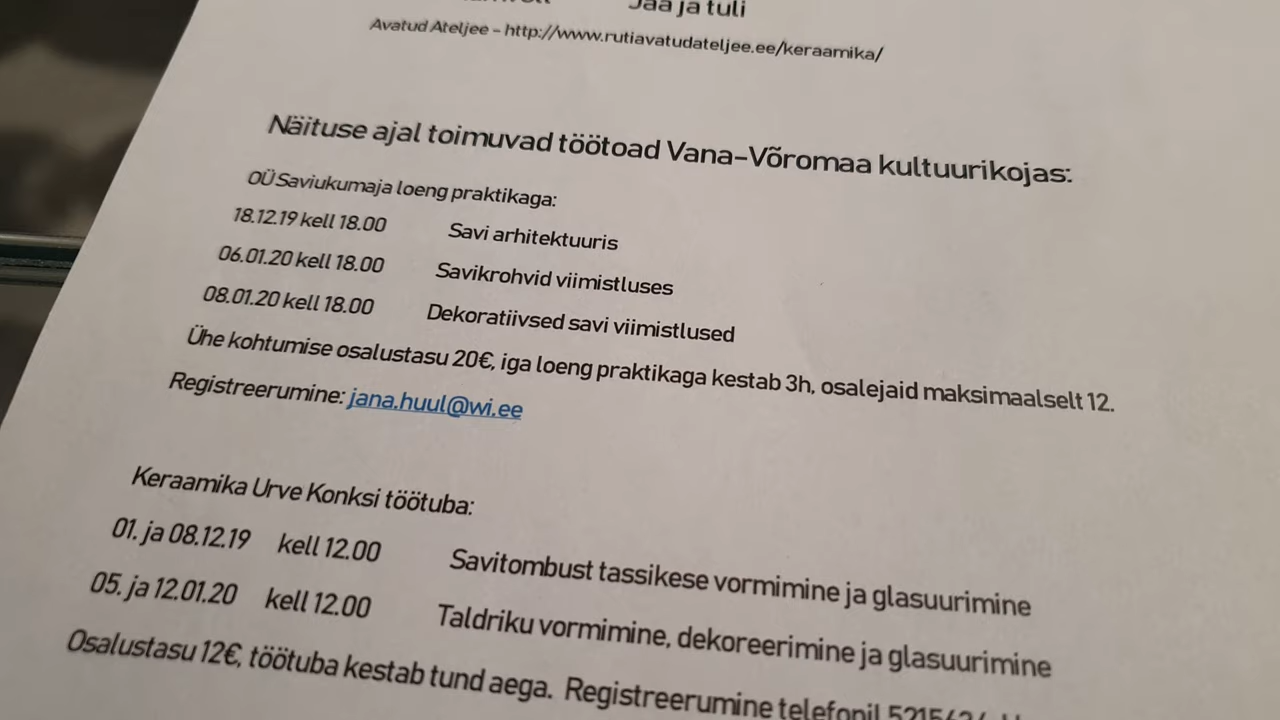 Jää ja tuli
Avatud Ateljee - http://www.rutiavatudateljee.ee/keraamika/
Näituse ajal toimuvad töötoad Vana-Võromaa kultuurikojas:
OÜ Saviukumaja loeng praktikaga:
18.12.19 kell 18.00 Savi arhitektuuris
06.01.20 kell 18.00 Savikrohvid viimistluses
08.01.20 kell 18.00 Dekoratiivsed savi viimistlused
Ühe kohtumise osalustasu 20€, iga loeng praktikaga kestab 3h, osalejaid maksimaalselt 12.
Registreerumine: jana.huul@wi.ee
Keraamika Urve Konksi töötuba:
01. ja 08.12.19 kell 12.00 Savitombust tassikese vormimine ja glasuurimine
05. ja 12.01.20 kell 12.00 Taldriku vormimine, dekoreerimine ja glasuurimine
Osalustasu 12€, töötuba kestab tund aega. Registreerumine telefonil